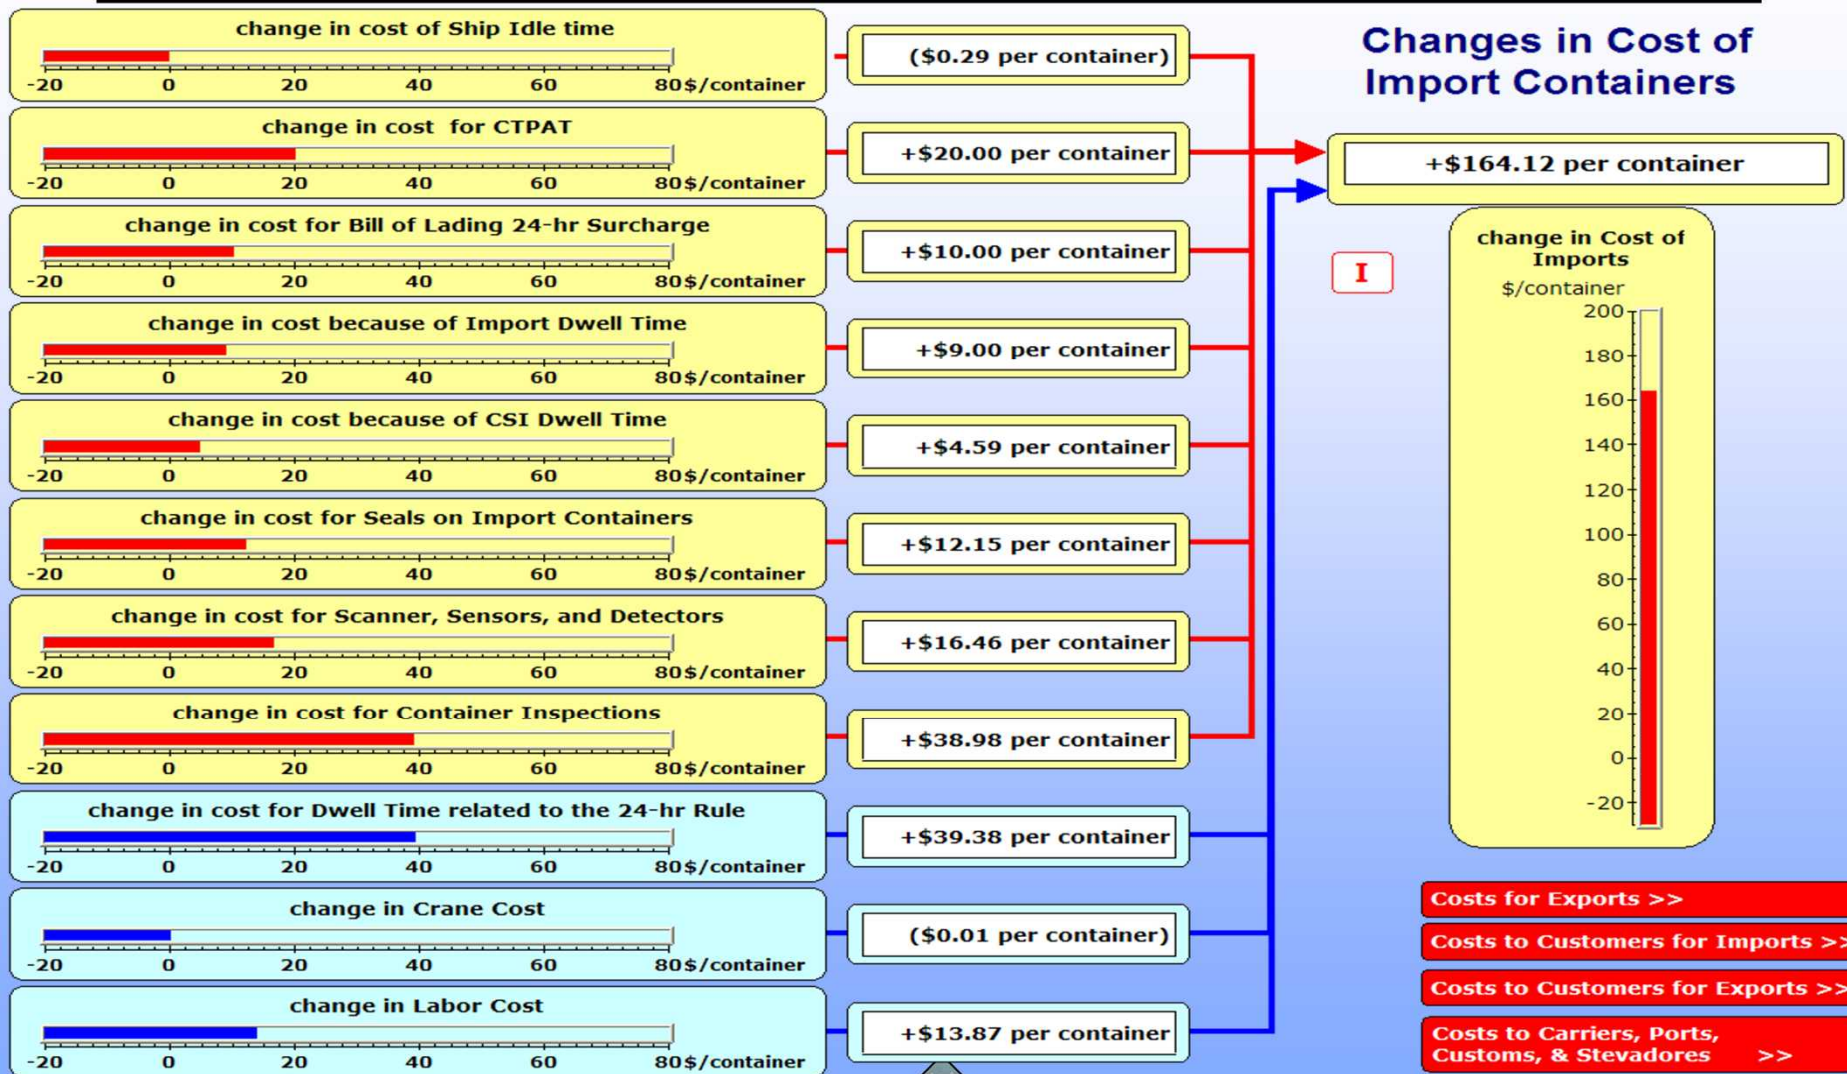 change in cost of Ship Idle time
-20 0 20 40 60 80$/container
($0.29 per container)
Changes in Cost of
Import Containers
change in cost for CTPAT
-20 0 20 40 60 80$/container
+$20.00 per container
+$164.12 per container
change in cost for Bill of Lading 24-hr Surcharge
-20 0 20 40 60 80$/container
+$10.00 per container
I
change in cost because of Import Dwell Time
-20 0 20 40 60 80$/container
+$9.00 per container
change in cost because of CSI Dwell Time
-20 0 20 40 60 80$/container
+$4.59 per container
change in cost for Seals on Import Containers
-20 0 20 40 60 80$/container
+$12.15 per container
change in cost for Scanner, Sensors, and Detectors
-20 0 20 40 60 80$/container
+$16.46 per container
change in cost for Container Inspections
-20 0 20 40 60 80$/container
+$38.98 per container
change in cost for Dwell Time related to the 24-hr Rule
-20 0 20 40 60 80$/container
+$39.38 per container
change in Crane Cost
-20 0 20 40 60 80$/container
($0.01 per container)
change in Labor Cost
-20 0 20 40 60 80$/container
+$13.87 per container
change in Cost of
Imports
$/container
200
180
160
140
120
100
80
60
40
20
0
-20
Costs for Exports >>
Costs to Customers for Imports >>
Costs to Customers for Exports >>
Costs to Carriers, Ports,
Customs, & Stevadores >>